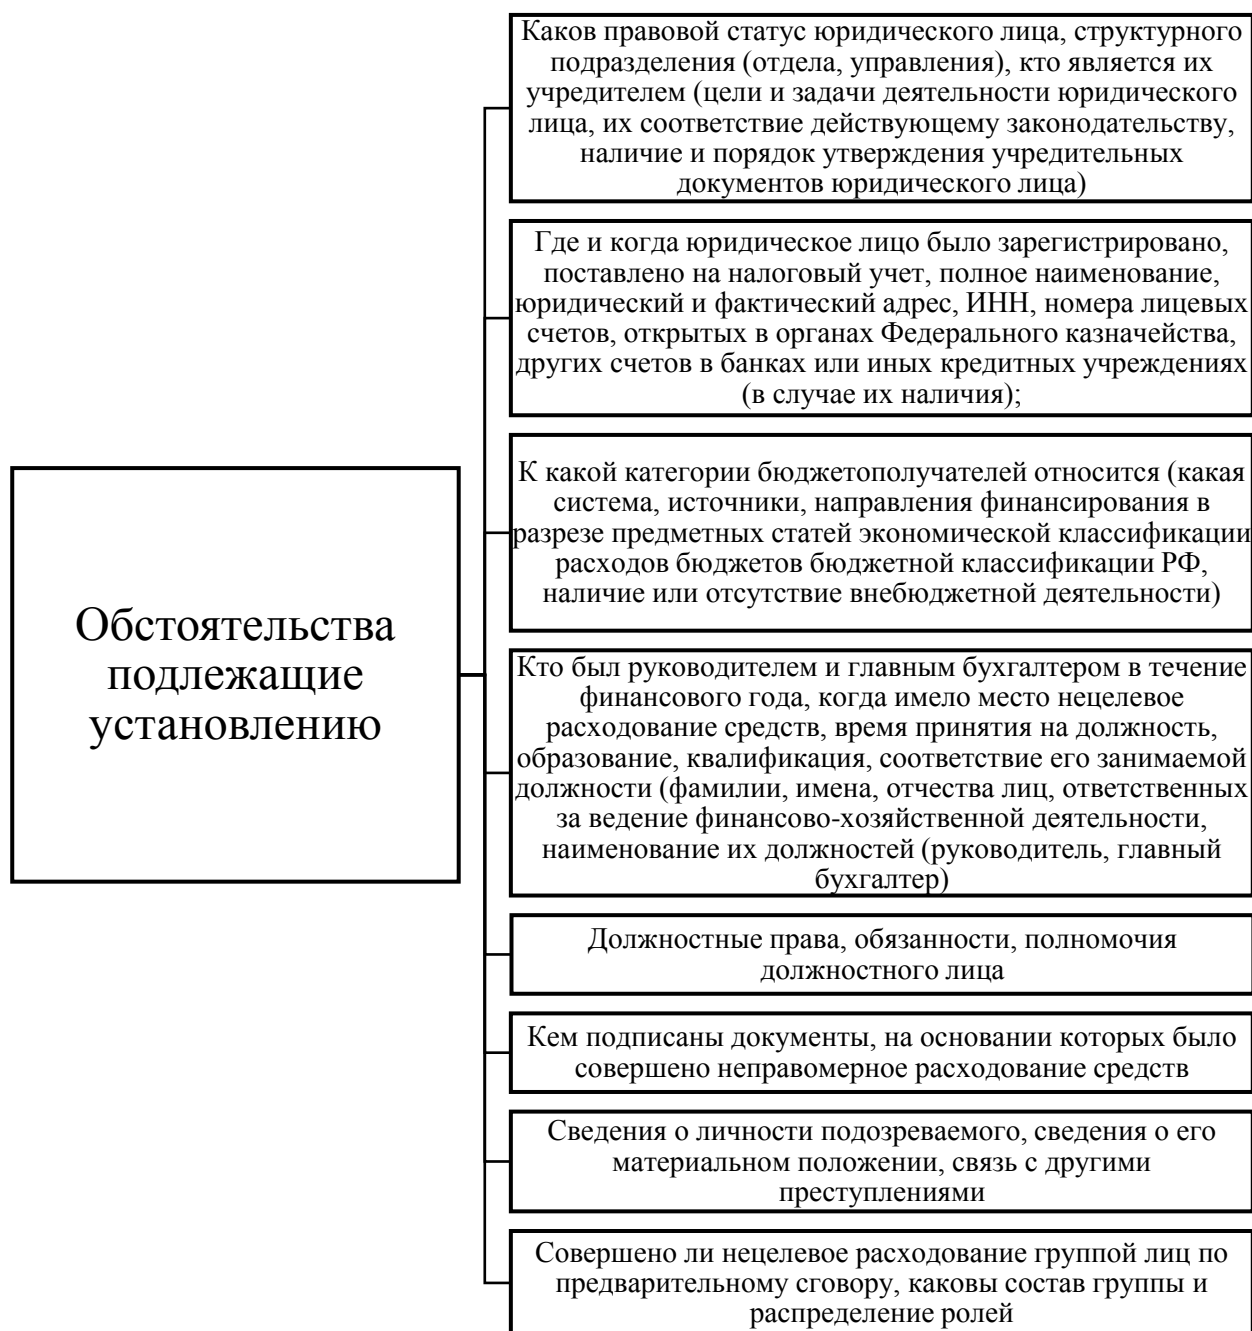 Каков правовой статус юридического лица, структурного
подразделения (отдела, управления), кто является их
учредителем (цели и задачи деятельности юридического
лица, их соответствие действующему законодательству,
наличие и порядок утверждения учредительных
документов юридического лица)
Где и когда юридическое лицо было зарегистрировано,
поставлено на налоговый учет, полное наименование,
юридический и фактический адрес, ИНН, номера лицевых
счетов, открытых в органах Федерального казначейства,
других счетов в банках или иных кредитных учреждениях
(в случае их наличия);
К какой категории бюджетополучателей относится (какая
система, источники, направления финансирования в
разрезе предметных статей экономической классификации
расходов бюджетов бюджетной классификации РФ,
наличие или отсутствие внебюджетной деятельности)
Обстоятельства
подлежащие
установлению
Кто был руководителем и главным бухгалтером в течение
финансового года, когда имело место нецелевое
расходование средств, время принятия на должность,
образование, квалификация, соответствие его занимаемой
должности (фамилии, имена, отчества лиц, ответственных
за ведение финансово-хозяйственной деятельности,
наименование их должностей (руководитель, главный
бухгалтер)
Должностные права, обязанности, полномочия
должностного лица
Кем подписаны документы, на основании которых было
совершено неправомерное расходование средств
Сведения о личности подозреваемого, сведения о его
материальном положении, связь с другими
преступлениями
Совершено ли нецелевое расходование группой лиц по
предварительному сговору, каковы состав группы и
распределение ролей